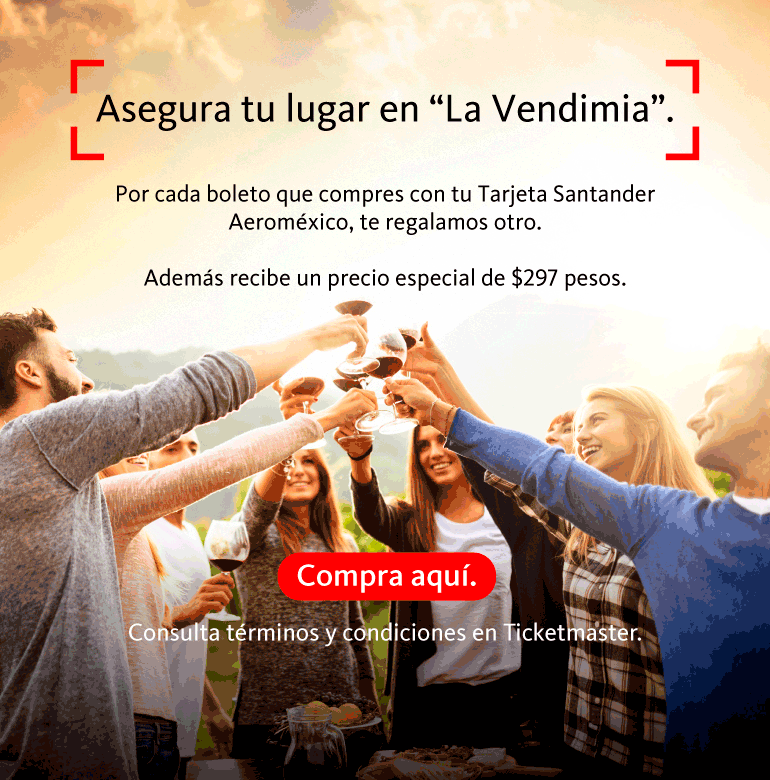 Asegura tu lugar en “La Vendimia”.
Por cada boleto que compres con tu Tarjeta Santander
Aeroméxico, te regalamos otro.
Además recibe un precio especial de $297 pesos.
Compra aquí.
Consulta términos y condiciones en Ticketmaster.